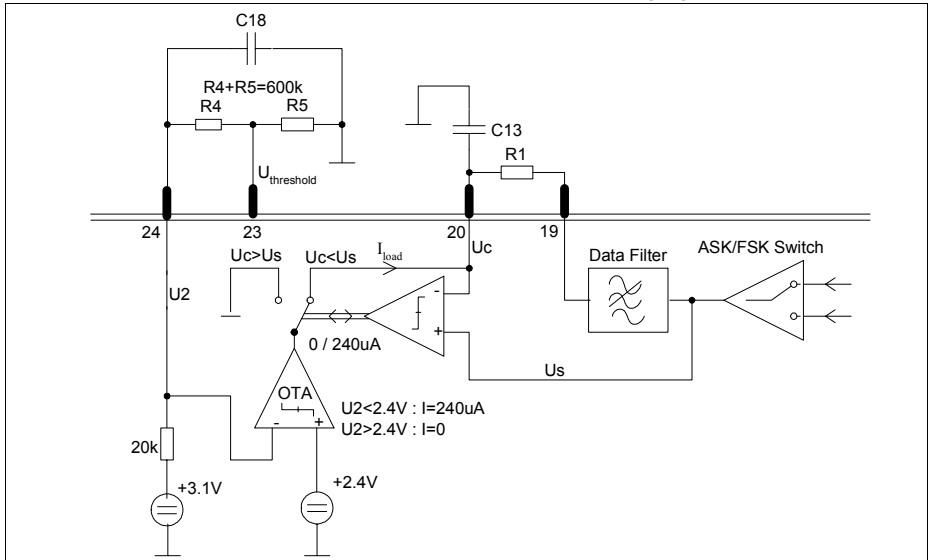 C18
R4+R5=600k
R4
R5
C13
R1
Uthreshold
24
23
20
19
Uc
Uc>Us
Uc<Us
Iload
Data Filter
ASK/FSK Switch
U2
-
+
0 / 240uA
Us
OTA
-
+
U2<2.4V : I=240uA
U2>2.4V : I=0
20k
+3.1V
+2.4V